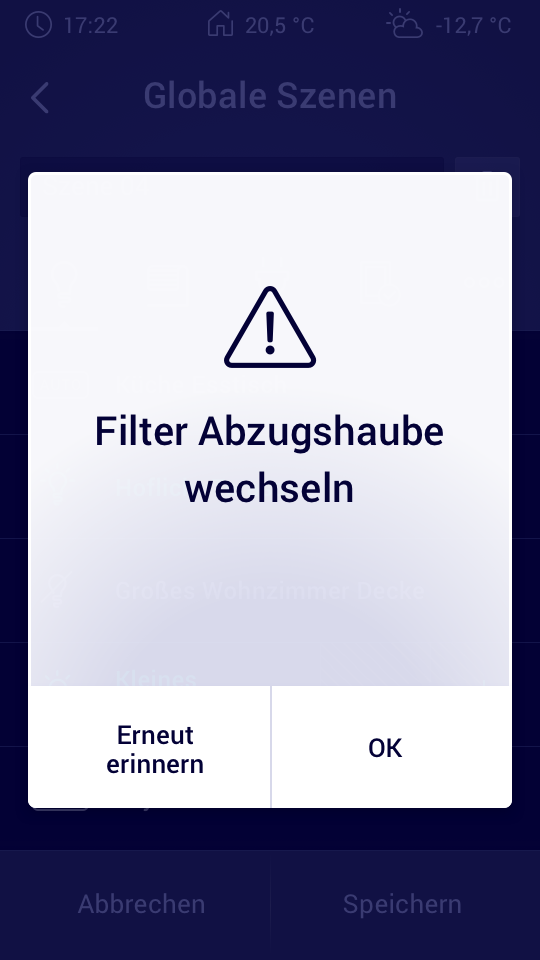 17:22
20,5 °C
-12,7 °C
Globale Szenen
Filter Abzugshaube
wechseln
Großes Wohnzimmer Decke
Kleines
Erneut
erinnern
OK
Abbrechen
Speichern